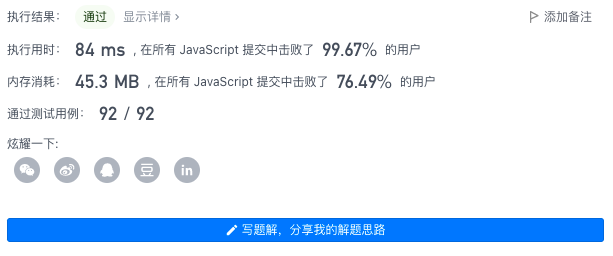 执行结果： 通过 显示详情 › 添加备注
执行用时： 84 ms , 在所有 JavaScript 提交中击败了 99.67% 的用户
内存消耗： 45.3 MB , 在所有 JavaScript 提交中击败了 76.49% 的用户
通过测试用例： 92 / 92
炫耀一下:
豆 in
写题解，分享我的解题思路